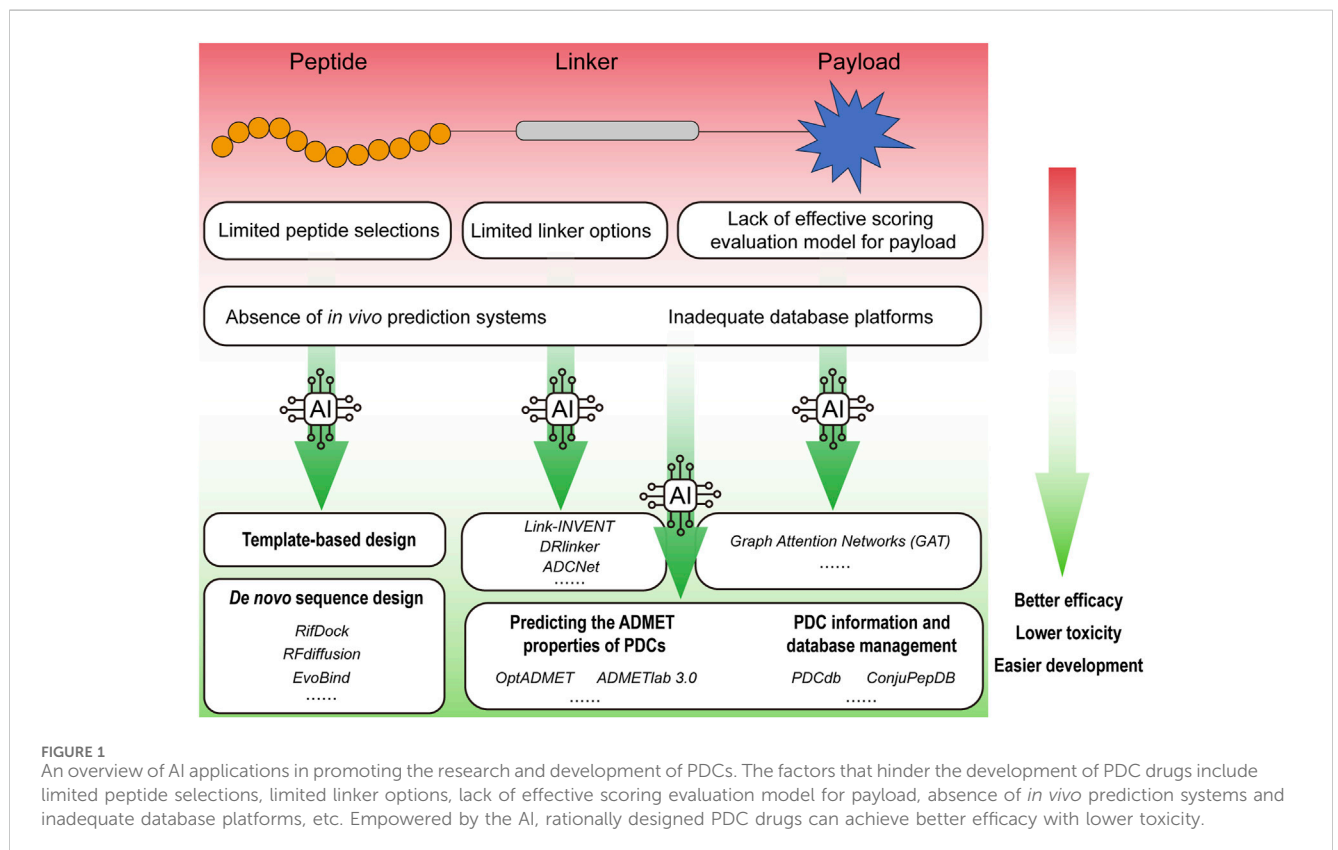 Peptide
Linker
Payload
Limited peptide selections
Limited linker options
Lack of effective scoring
evaluation model for payload
Absence of in vivo prediction systems
Inadequate database platforms
AI
AI
AI
AI
Template-based design
De novo sequence design
RifDock
RFdiffusion
EvoBind
......
Link-INVENT
DRlinker
ADCNet
......
Graph Attention Networks (GAT)
......
Predicting the ADMET
properties of PDCs
OptADMET ADMETlab 3.0
......
PDC information and
database management
PDCdb ConjuPepDB
......
Better efficacy
Lower toxicity
Easier development
FIGURE 1
An overview of AI applications in promoting the research and development of PDCs. The factors that hinder the development of PDC drugs include
limited peptide selections, limited linker options, lack of effective scoring evaluation model for payload, absence of in vivo prediction systems and
inadequate database platforms, etc. Empowered by the AI, rationally designed PDC drugs can achieve better efficacy with lower toxicity.